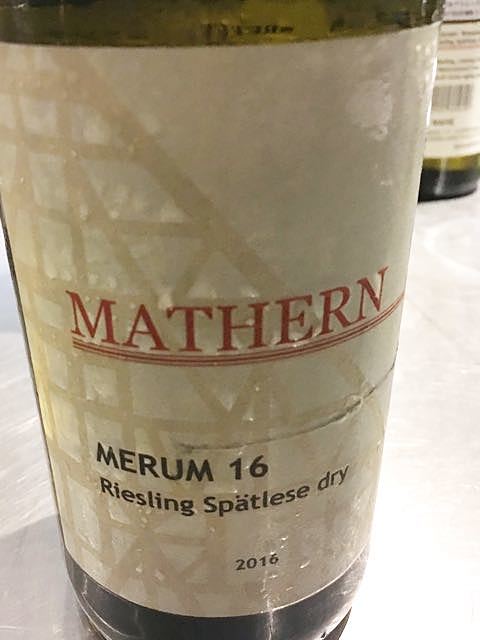 MATHERN
MERUM 16
Riesling Spätlese dry
2016